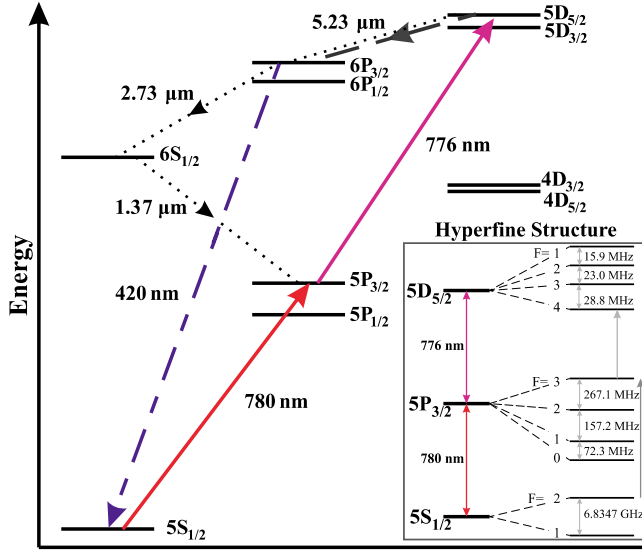 Energy
5.23 μm
5D5/2
5D3/2
6P3/2
6P1/2
2.73 μm
6S1/2
776 nm
4D3/2
4D5/2
1.37 μm
420 nm
5P3/2
5P1/2
780 nm
5S1/2
Hyperfine Structure
F= 1
15.9 MHz
2
23.0 MHz
3
28.8 MHz
4
5D5/2
776 nm
5P3/2
3
267.1 MHz
2
157.2 MHz
1
72.3 MHz
0
780 nm
5S1/2
F= 2
6.8347 GHz
1